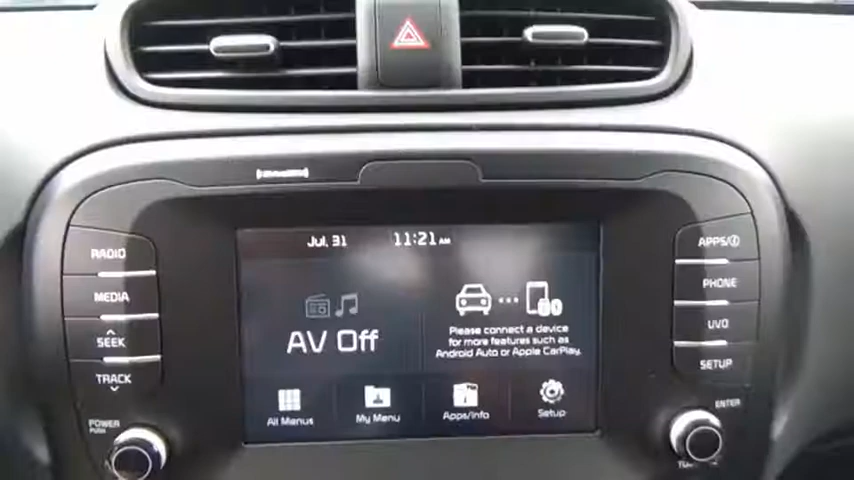 SiriusXM
Jul. 31
11:21 AM
RADIO
MEDIA
SEEK
TRACK
POWER
PUSH
AV Off
Please connect a device
for more features such as
Android Auto or Apple CarPlay.
All Menus
My Menu
Apps/Info
Setup
APPS/i
PHONE
UVO
SETUP
ENTER
TUNE